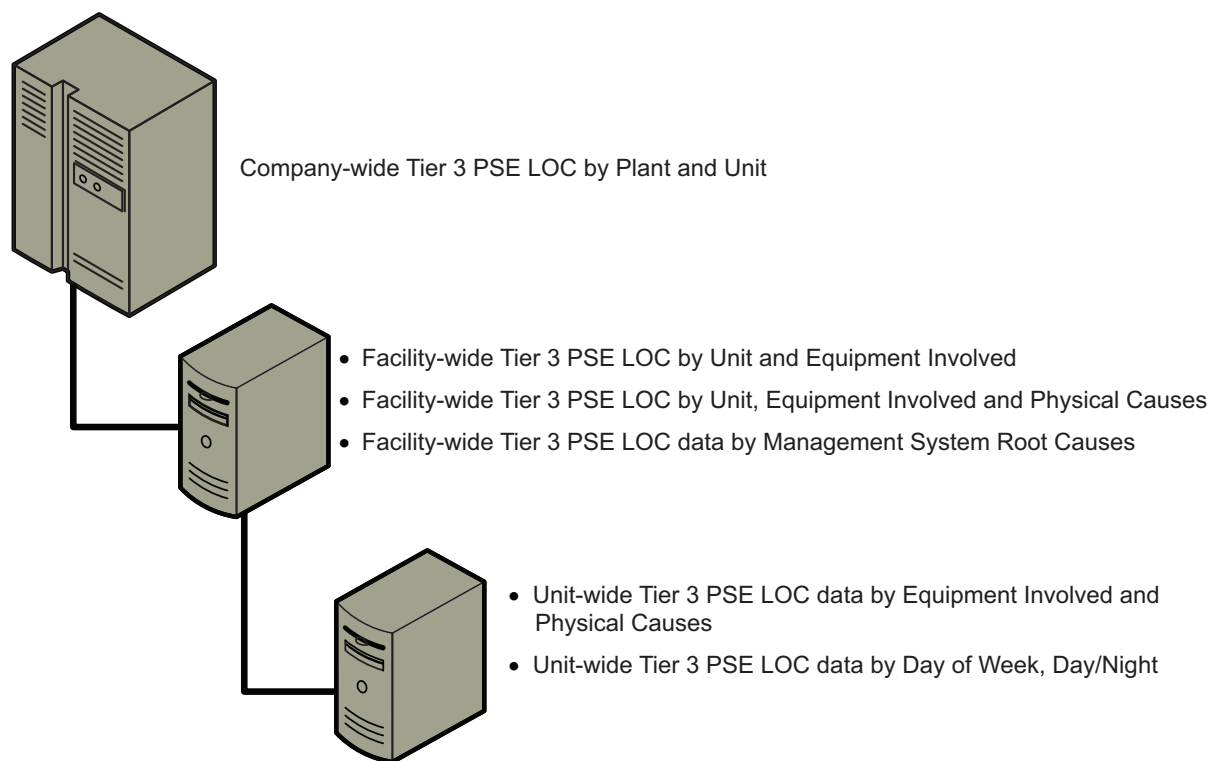 Company-wide Tier 3 PSE LOC by Plant and Unit
• Facility-wide Tier 3 PSE LOC by Unit and Equipment Involved
• Facility-wide Tier 3 PSE LOC by Unit, Equipment Involved and Physical Causes
• Facility-wide Tier 3 PSE LOC data by Management System Root Causes
• Unit-wide Tier 3 PSE LOC data by Equipment Involved and
Physical Causes
• Unit-wide Tier 3 PSE LOC data by Day of Week, Day/Night